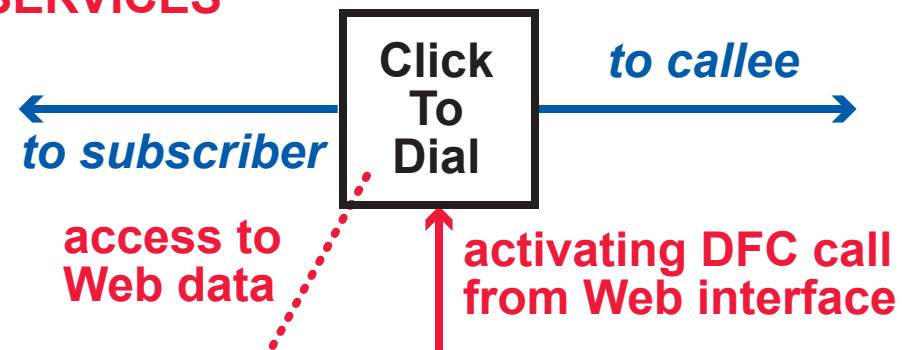 SERVICES
Click
To
Dial
to callee
to subscriber
access to
Web data
activating DFC call
from Web interface